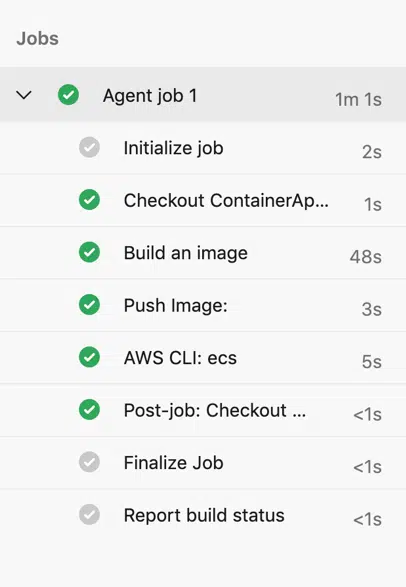 Jobs
Agent job 1 1m 1s
Initialize job 2s
Checkout ContainerAp... 1s
Build an image 48s
Push Image: 3s
AWS CLI: ecs 5s
Post-job: Checkout ... <1s
Finalize Job <1s
Report build status <1s